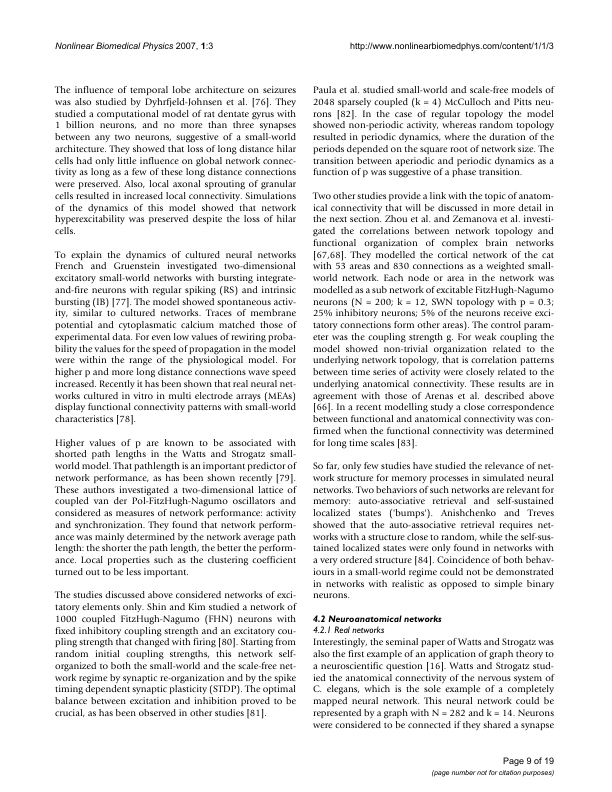 Nonlinear Biomedical Physics 2007, 1:3
http://www.nonlinearbiomedphys.com/content/1/1/3
The influence of temporal lobe architecture on seizures
was also studied by Dyhrfjeld-Johnsen et al. [76]. They
studied a computational model of rat dentate gyrus with
1 billion neurons, and no more than three synapses
between any two neurons, suggestive of a small-world
architecture. They showed that loss of long distance hilar
cells had only little influence on global network connec-
tivity as long as a few of these long distance connections
were preserved. Also, local axonal sprouting of granular
cells resulted in increased local connectivity. Simulations
of the dynamics of this model showed that network
hyperexcitability was preserved despite the loss of hilar
cells.
To explain the dynamics of cultured neural networks
French and Gruenstein investigated two-dimensional
excitatory small-world networks with bursting integrate-
and-fire neurons with regular spiking (RS) and intrinsic
bursting (IB) [77]. The model showed spontaneous activ-
ity, similar to cultured networks. Traces of membrane
potential and cytoplasmatic calcium matched those of
experimental data. For even low values of rewiring proba-
bility the values for the speed of propagation in the model
were within the range of the physiological model. For
higher p and more long distance connections wave speed
increased. Recently it has been shown that real neural net-
works cultured in vitro in multi electrode arrays (MEAs)
display functional connectivity patterns with small-world
characteristics [78].
Higher values of p are known to be associated with
shorted path lengths in the Watts and Strogatz small-
world model. That pathlength is an important predictor of
network performance, as has been shown recently [79].
These authors investigated a two-dimensional lattice of
coupled van der Pol-FitzHugh-Nagumo oscillators and
considered as measures of network performance: activity
and synchronization. They found that network perform-
ance was mainly determined by the network average path
length: the shorter the path length, the better the perform-
ance. Local properties such as the clustering coefficient
turned out to be less important.
The studies discussed above considered networks of exci-
tatory elements only. Shin and Kim studied a network of
1000 coupled FitzHugh-Nagumo (FHN) neurons with
fixed inhibitory coupling strength and an excitatory cou-
pling strength that changed with firing [80]. Starting from
random initial coupling strengths, this network self-
organized to both the small-world and the scale-free net-
work regime by synaptic re-organization and by the spike
timing dependent synaptic plasticity (STDP). The optimal
balance between excitation and inhibition proved to be
crucial, as has been observed in other studies [81].
Paula et al. studied small-world and scale-free models of
2048 sparsely coupled (k = 4) McCulloch and Pitts neu-
rons [82]. In the case of regular topology the model
showed non-periodic activity, whereas random topology
resulted in periodic dynamics, where the duration of the
periods depended on the square root of network size. The
transition between aperiodic and periodic dynamics as a
function of p was suggestive of a phase transition.
Two other studies provide a link with the topic of anatom-
ical connectivity that will be discussed in more detail in
the next section. Zhou et al. and Zemanova et al. investi-
gated the correlations between network topology and
functional organization of complex brain networks
[67,68]. They modelled the cortical network of the cat
with 53 areas and 830 connections as a weighted small-
world network. Each node or area in the network was
modelled as a sub network of excitable FitzHugh-Nagumo
neurons (N = 200; k = 12, SWN topology with p = 0.3;
25% inhibitory neurons; 5% of the neurons receive exci-
tatory connections form other areas). The control param-
eter was the coupling strength g. For weak coupling the
model showed non-trivial organization related to the
underlying network topology, that is correlation patterns
between time series of activity were closely related to the
underlying anatomical connectivity. These results are in
agreement with those of Arenas et al. described above
[66]. In a recent modelling study a close correspondence
between functional and anatomical connectivity was con-
firmed when the functional connectivity was determined
for long time scales [83].
So far, only few studies have studied the relevance of net-
work structure for memory processes in simulated neural
networks. Two behaviors of such networks are relevant for
memory: auto-associative retrieval and self-sustained
localized states ('bumps'). Anishchenko and Treves
showed that the auto-associative retrieval requires net-
works with a structure close to random, while the self-sus-
tained localized states were only found in networks with
a very ordered structure [84]. Coincidence of both behav-
iours in a small-world regime could not be demonstrated
in networks with realistic as opposed to simple binary
neurons.
4.2 Neuroanatomical networks
4.2.1 Real networks
Interestingly, the seminal paper of Watts and Strogatz was
also the first example of an application of graph theory to
a neuroscientific question [16]. Watts and Strogatz stud-
ied the anatomical connectivity of the nervous system of
C. elegans, which is the sole example of a completely
mapped neural network. This neural network could be
represented by a graph with N = 282 and k = 14. Neurons
were considered to be connected if they shared a synapse
Page 9 of 19
(page number not for citation purposes)